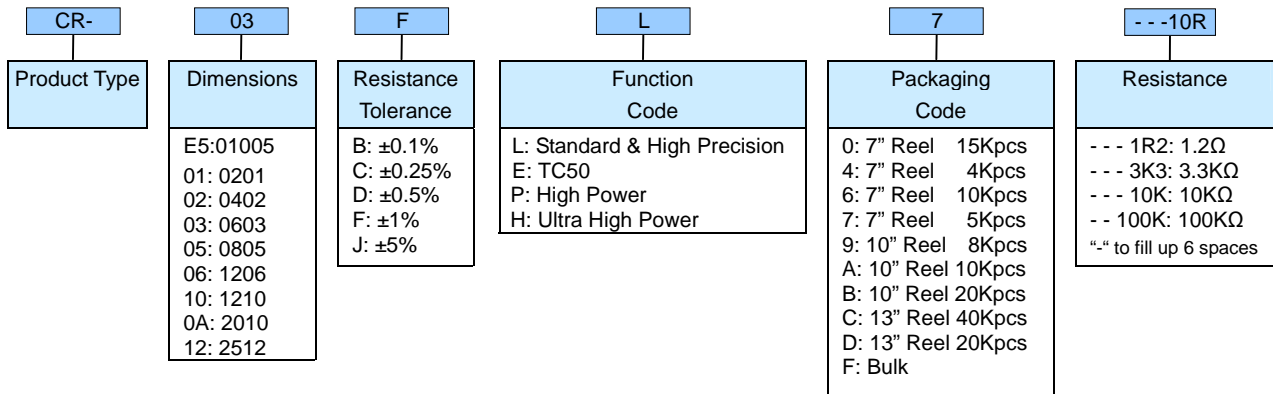 CR- 03 F L 7 - - -10R
Product Type
Dimensions
E5:01005
01: 0201
02: 0402
03: 0603
05: 0805
06: 1206
10: 1210
0A: 2010
12: 2512
Resistance
Tolerance
B: ±0.1%
C: ±0.25%
D: ±0.5%
F: ±1%
J: ±5%
Function
Code
L: Standard & High Precision
E: TC50
P: High Power
H: Ultra High Power
Packaging
Code
0: 7” Reel 15Kpcs
4: 7” Reel 4Kpcs
6: 7” Reel 10Kpcs
7: 7” Reel 5Kpcs
9: 10” Reel 8Kpcs
A: 10” Reel 10Kpcs
B: 10” Reel 20Kpcs
C: 13” Reel 40Kpcs
D: 13” Reel 20Kpcs
F: Bulk
Resistance
- - - 1R2: 1.2Ω
- - - 3K3: 3.3KΩ
- - - 10K: 10KΩ
- - 100K: 100KΩ
“-“ to fill up 6 spaces